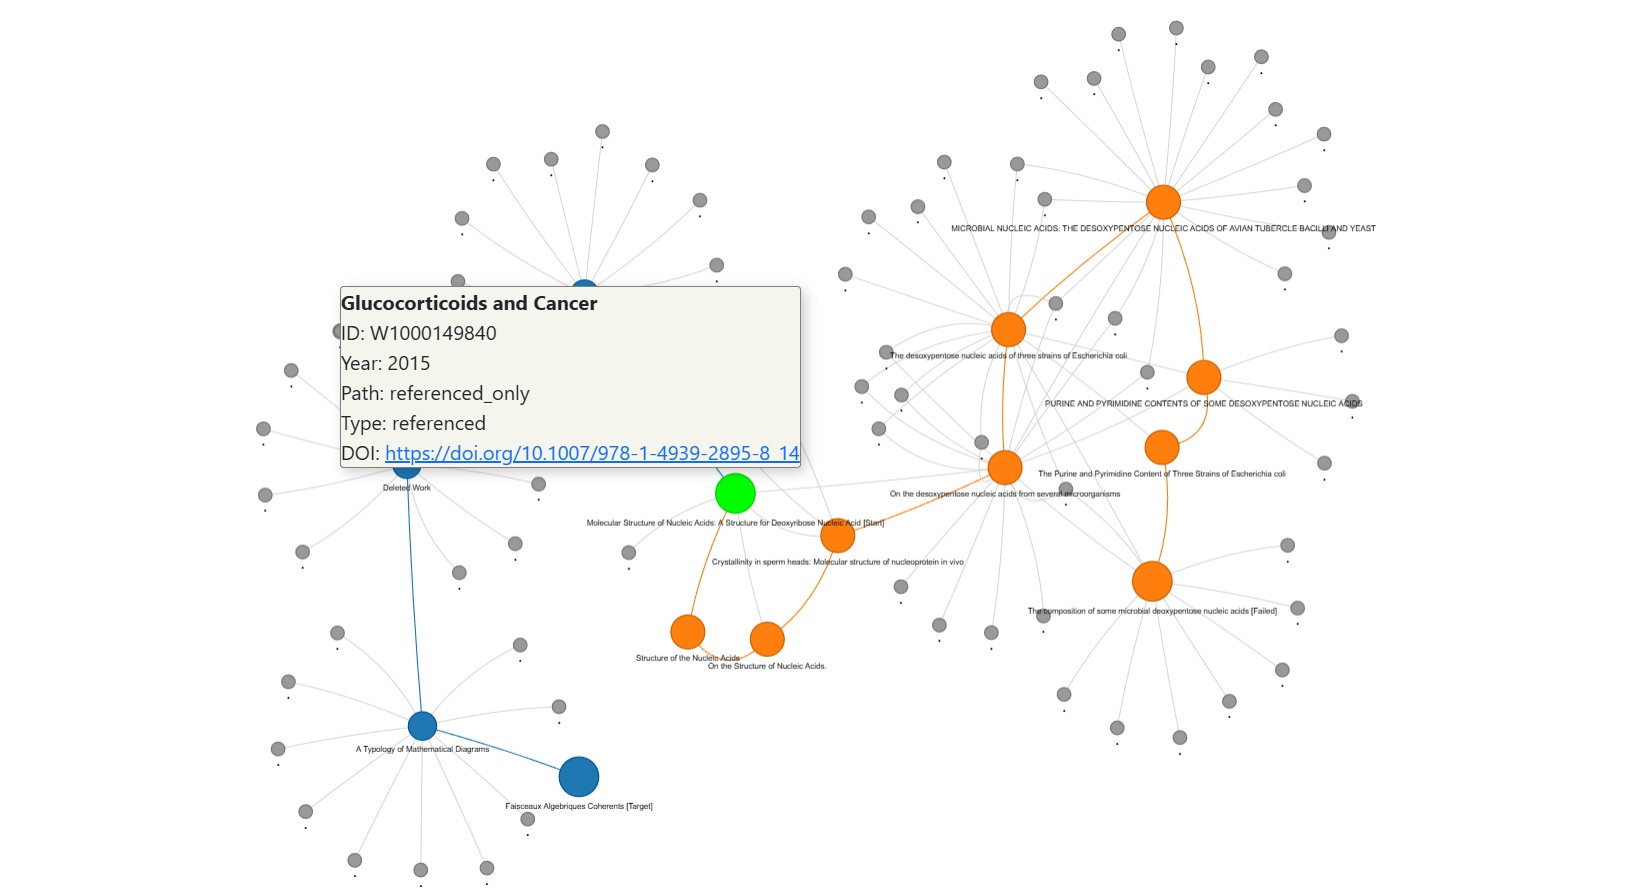 MICROBIAL NUCLEIC ACIDS: THE DESOXYPENTOSE NUCLEIC ACIDS OF AVIAN TUBERCLE BACILLI AND YEAST
Glucocorticoids and Cancer
ID: W1000149840
Year: 2015
Path: referenced_only
Type: referenced
DOI: https://doi.org/10.1007/978-1-4939-2895-8_14
The desoxypentose nucleic acids of three strains of Escherichia coli
PURINE AND PYRIMIDINE CONTENTS OF SOME DESOXYPENTOSE NUCLEIC ACIDS
The Purine and Pyrimidine Content of Three Strains of Escherichia coli
Deleted Work
On the desoxypentose nucleic acids from several microorganisms
Molecular Structure of Nucleic Acids: A Structure for Deoxyribose Nucleic Acid [Start]
Crystallinity in sperm heads: Molecular structure of nucleoprotein in vivo
The composition of some microbial deoxypentose nucleic acids [Failed]
Structure of the Nucleic Acids
On the Structure of Nucleic Acids.
A Typology of Mathematical Diagrams
Faisceaux Algebriques Coherents [Target]